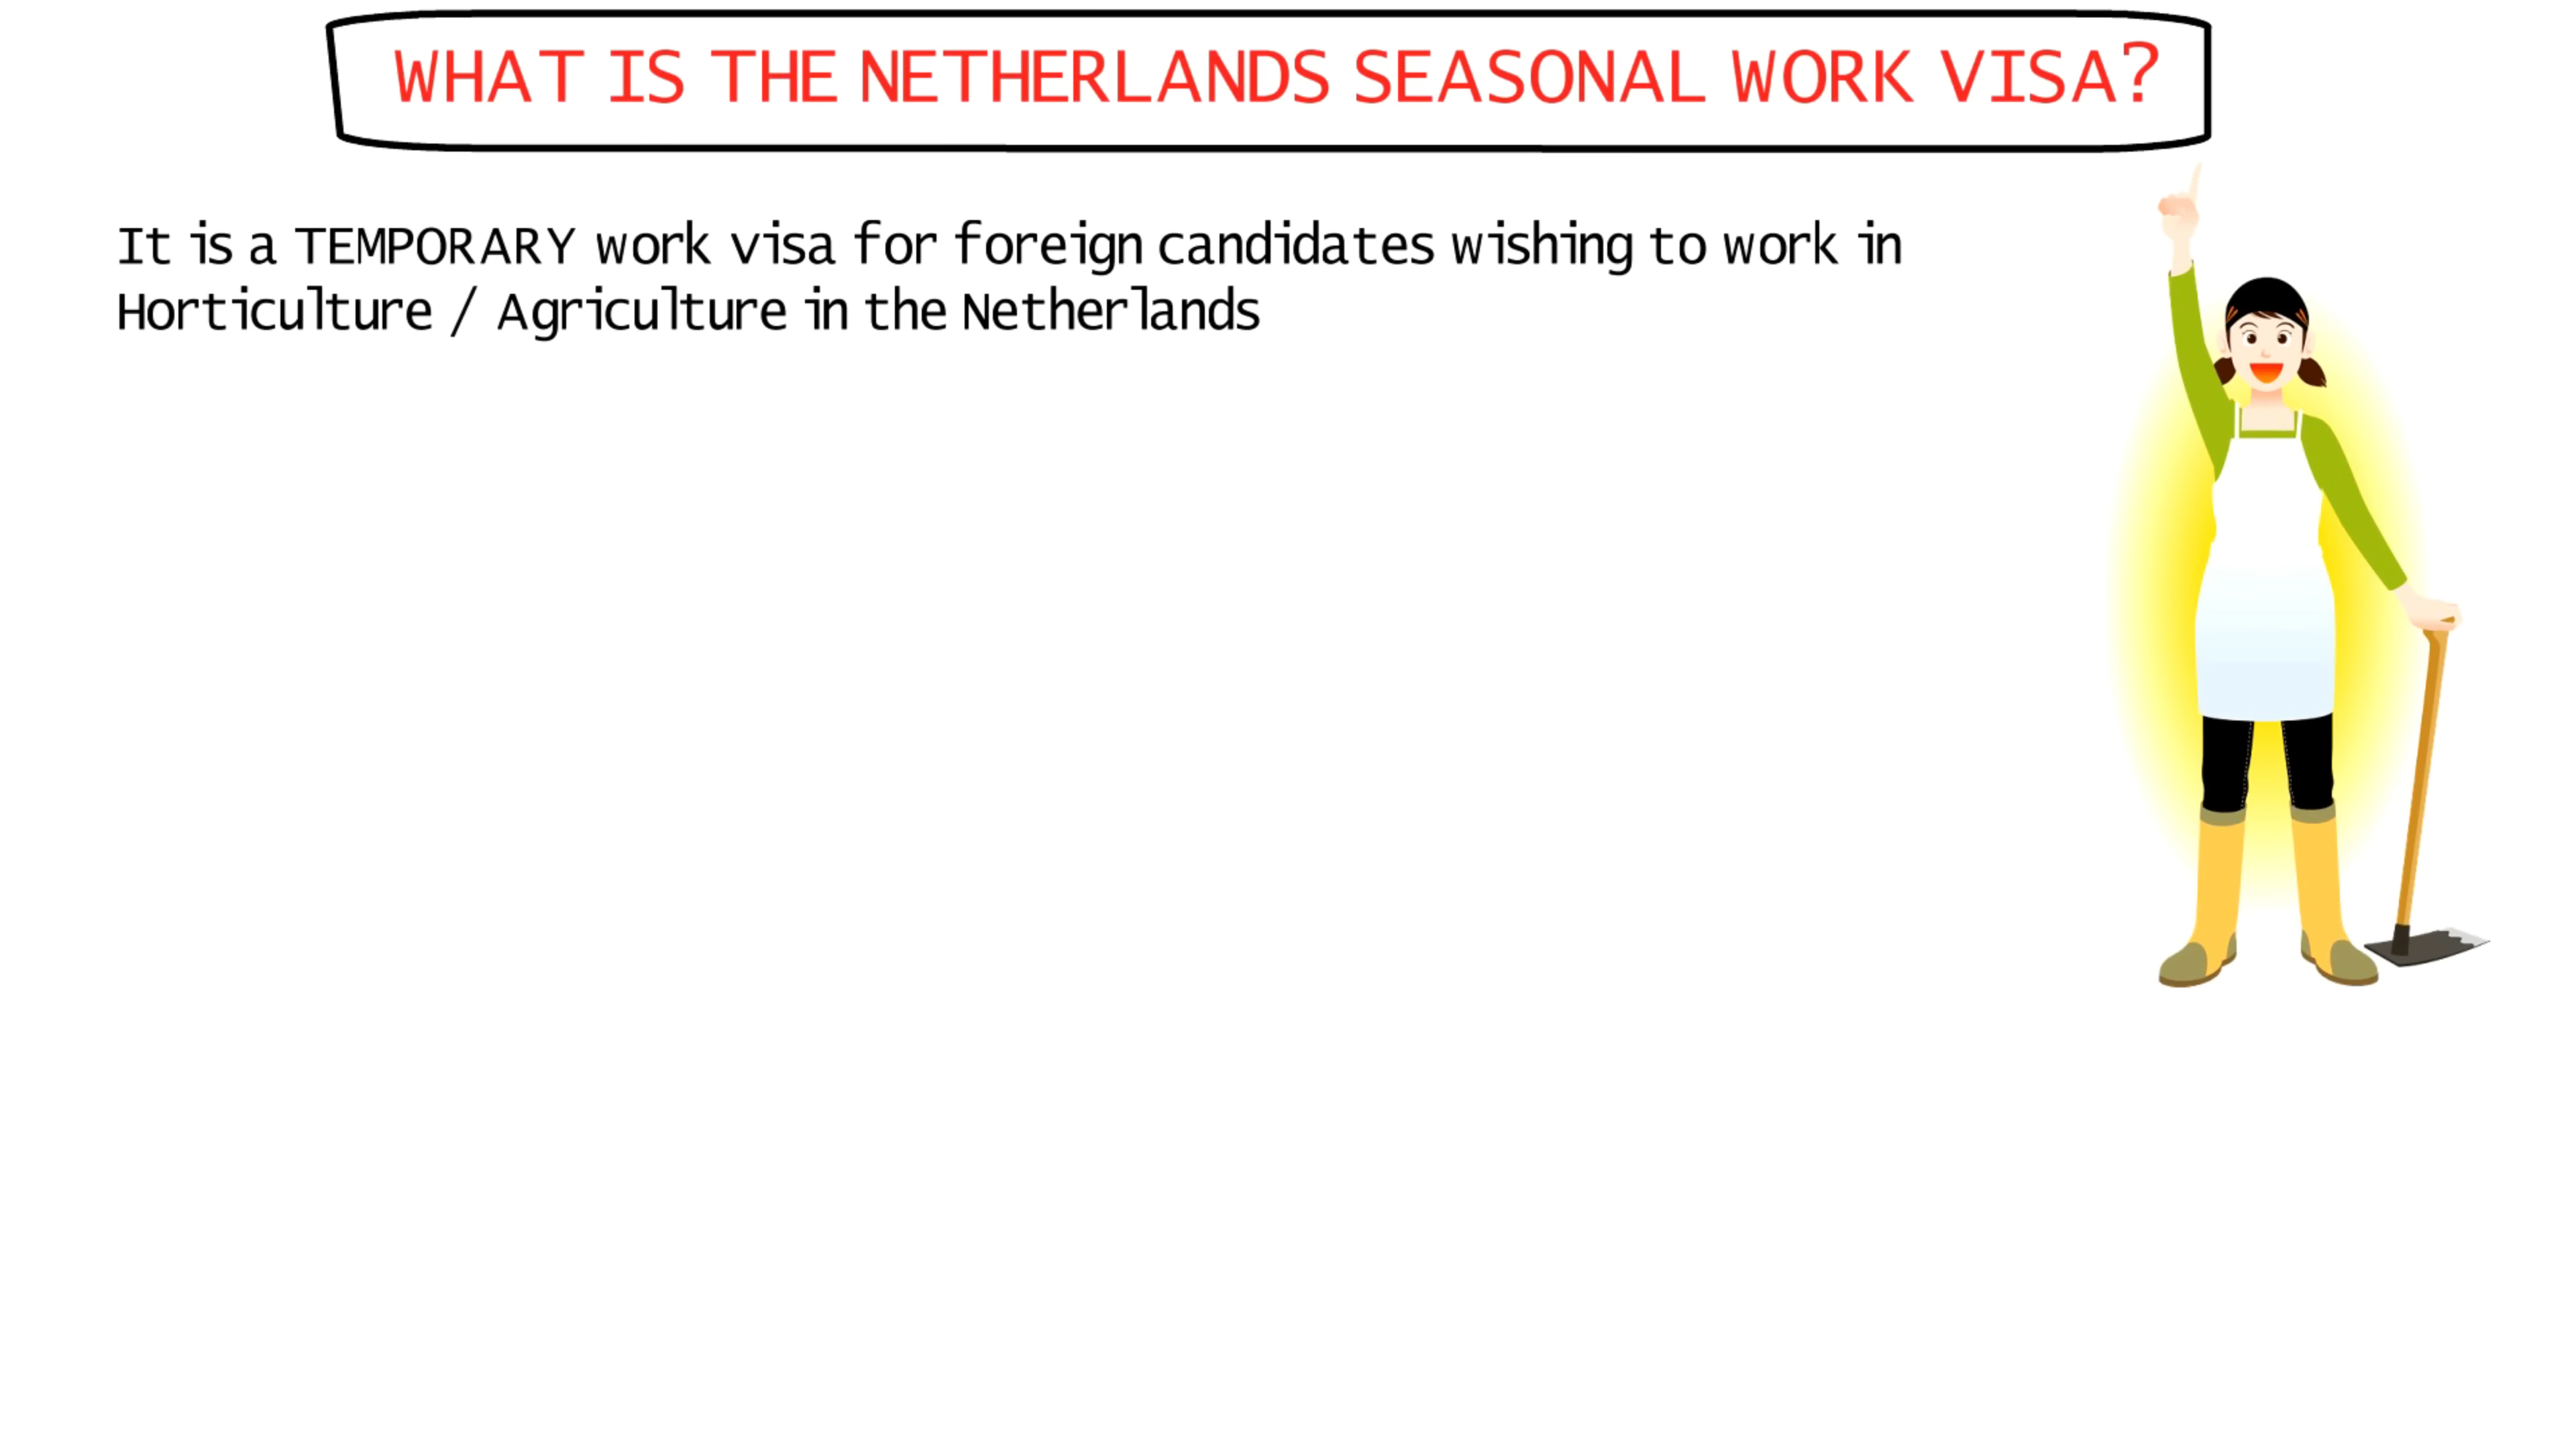 WHAT IS THE NETHERLANDS SEASONAL WORK VISA?
It is a TEMPORARY work visa for foreign candidates wishing to work in
Horticulture / Agriculture in the Netherlands